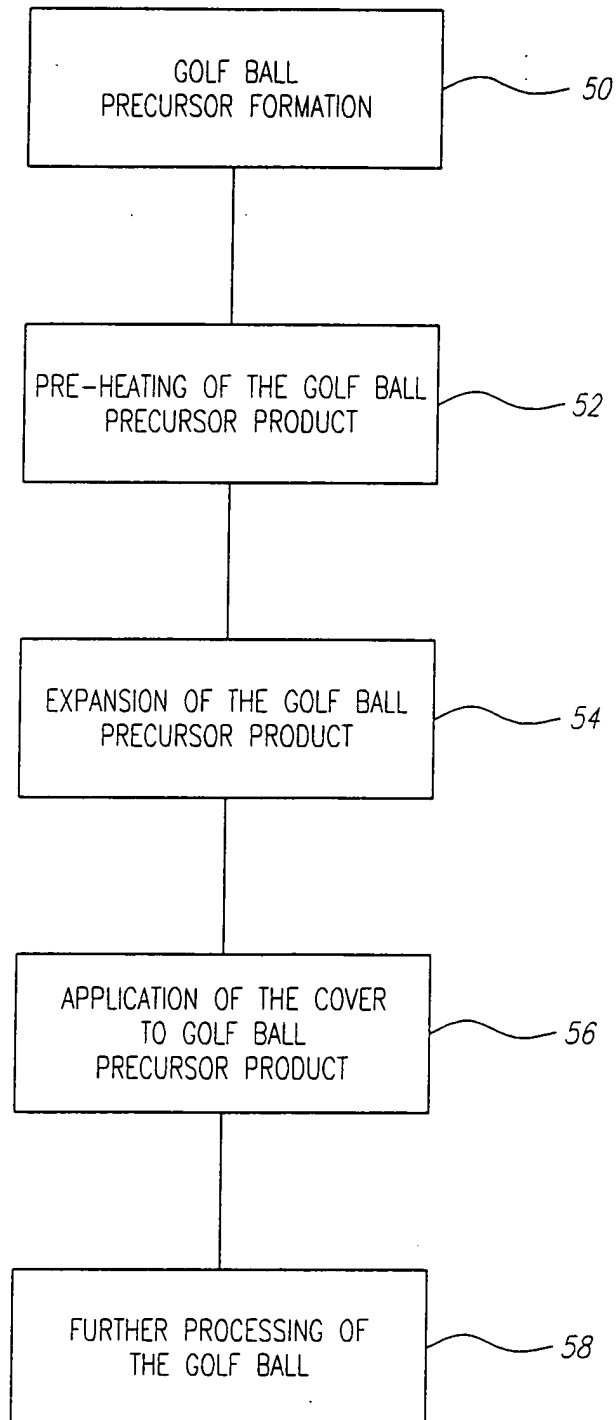 GOLF BALL
PRECURSOR FORMATION
50
PRE-HEATING OF THE GOLF BALL
PRECURSOR PRODUCT
52
EXPANSION OF THE GOLF BALL
PRECURSOR PRODUCT
54
APPLICATION OF THE COVER
TO GOLF BALL
PRECURSOR PRODUCT
56
FURTHER PROCESSING OF
THE GOLF BALL
58